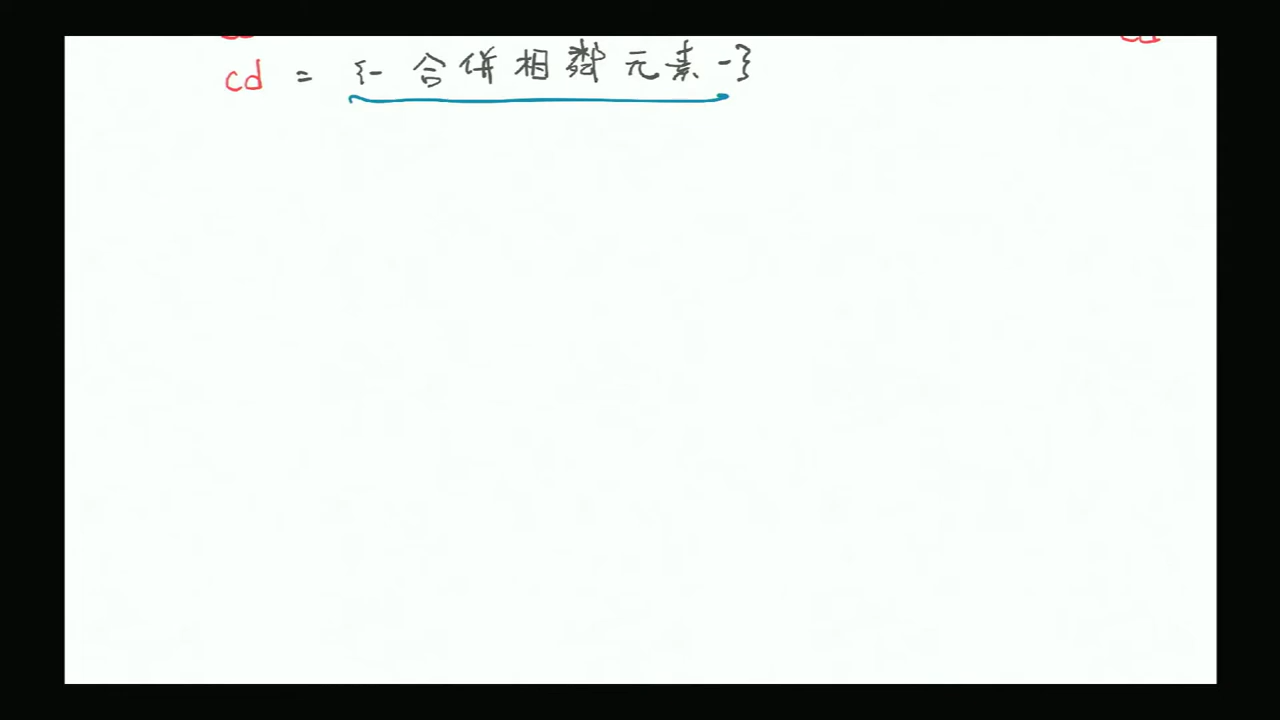 cd = {- 合併相鄰元素 -}